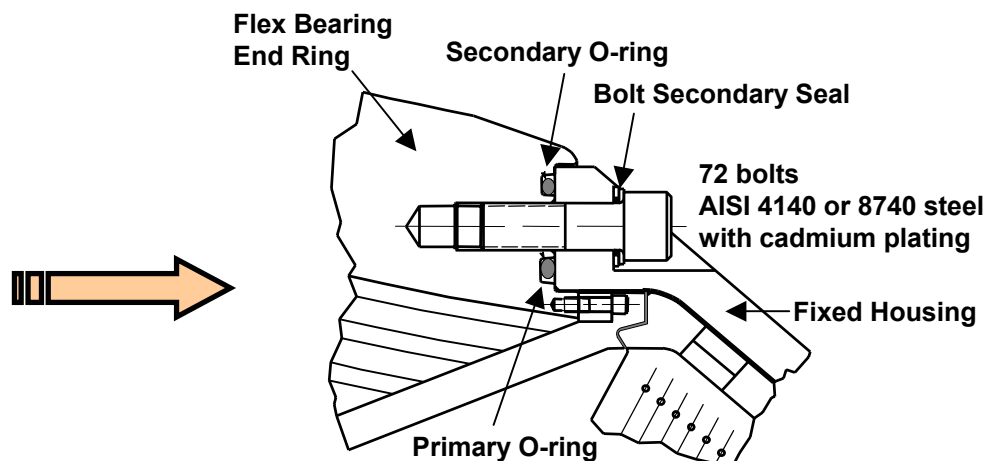 Flex Bearing
End Ring
Secondary O-ring
Bolt Secondary Seal
72 bolts
AISI 4140 or 8740 steel
with cadmium plating
Fixed Housing
Primary O-ring